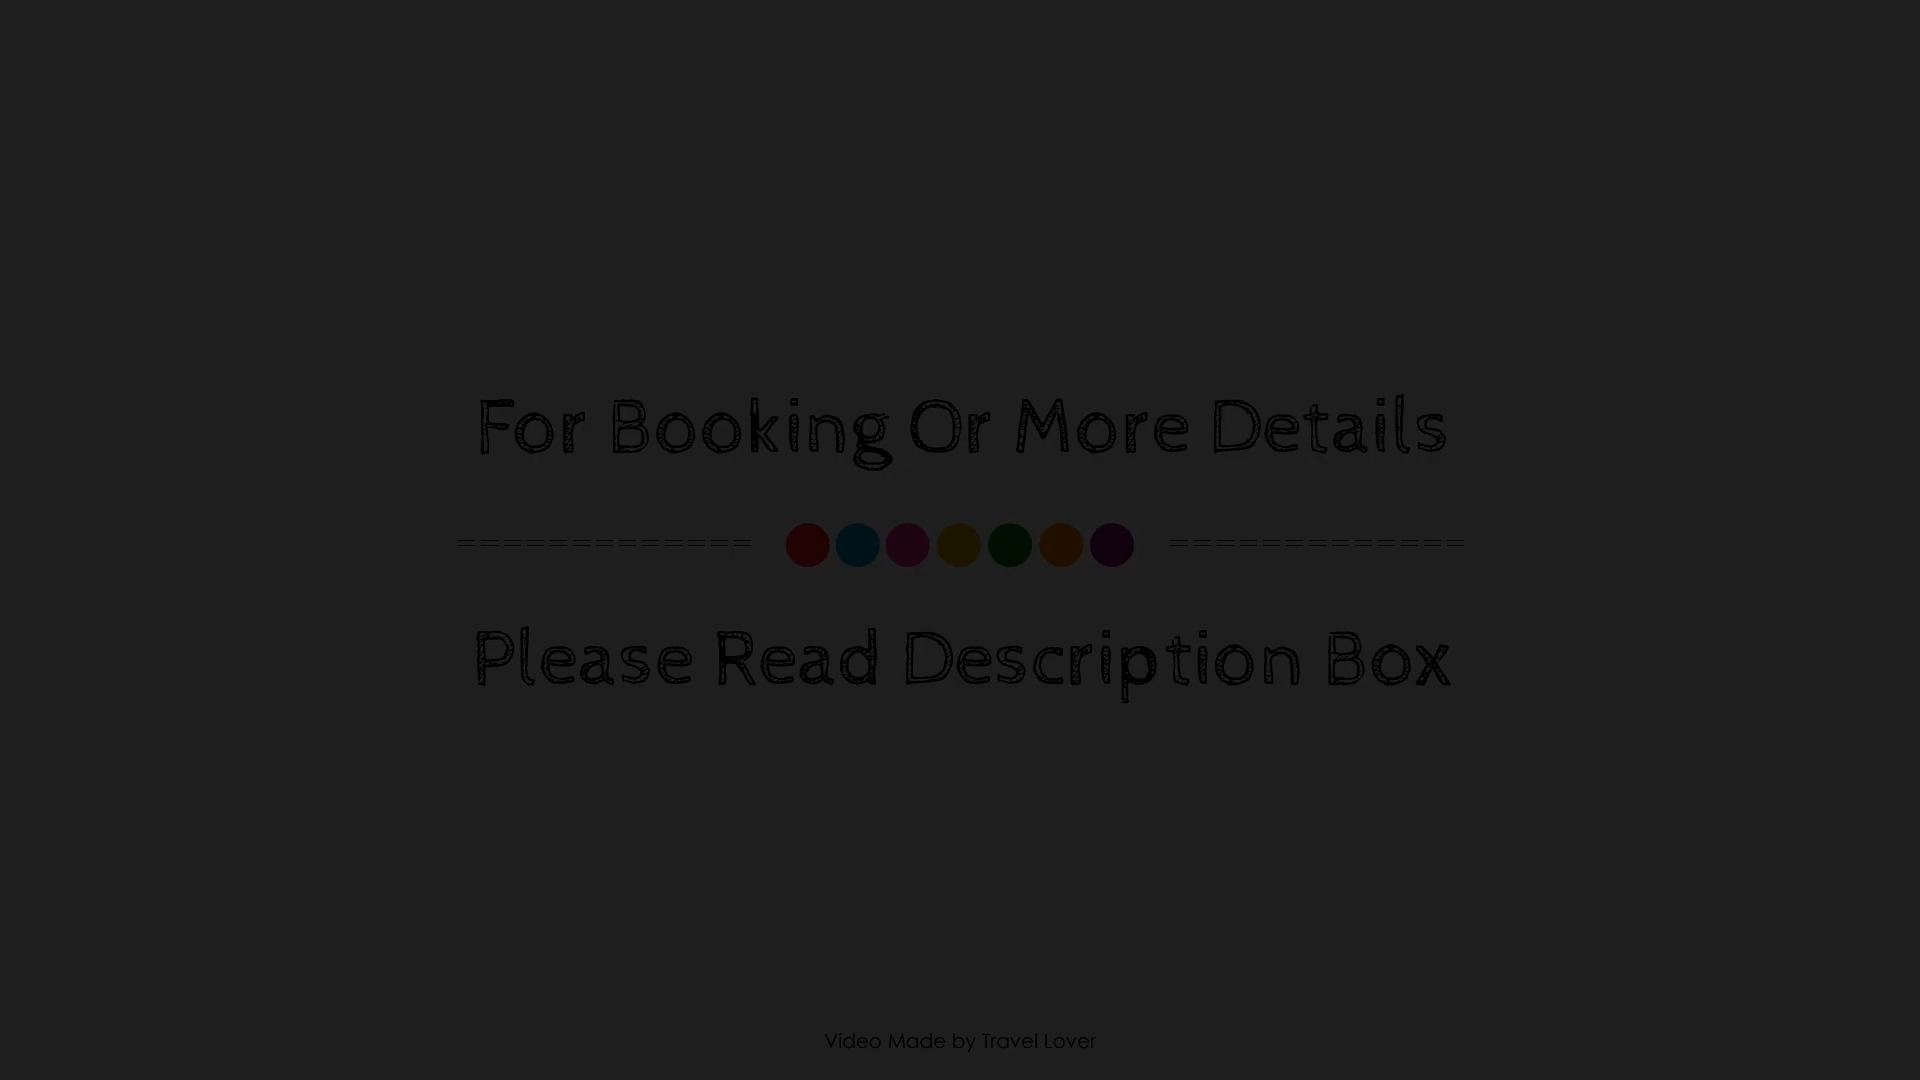 For Booking Or More Details
============= =============
Please Read Description Box
Video Made by Travel Lover